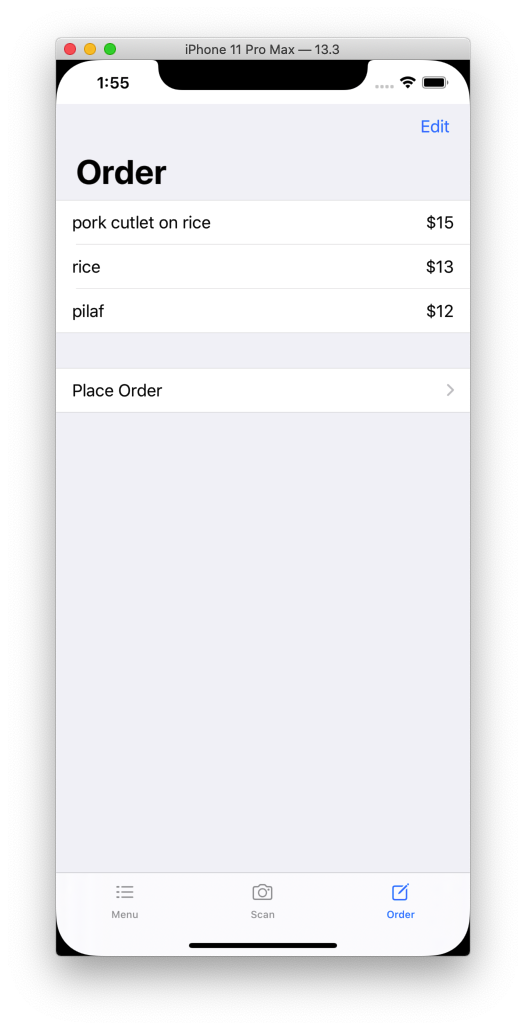 iPhone 11 Pro Max — 13.3
1:55
Edit
Order
pork cutlet on rice $15
rice $13
pilaf $12
Place Order
Menu Scan Order